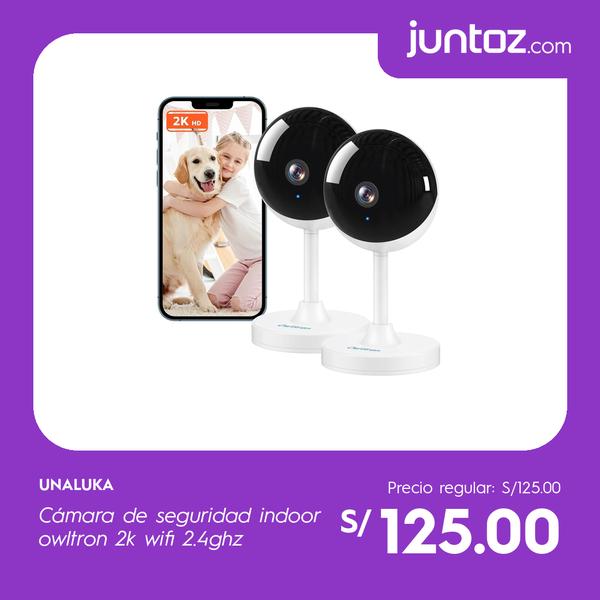 juntoz.com
2K HD
owltron
UNALUKA
Cámara de seguridad indoor
owltron 2k wifi 2.4ghz
Precio regular: S/125.00
S/125.00